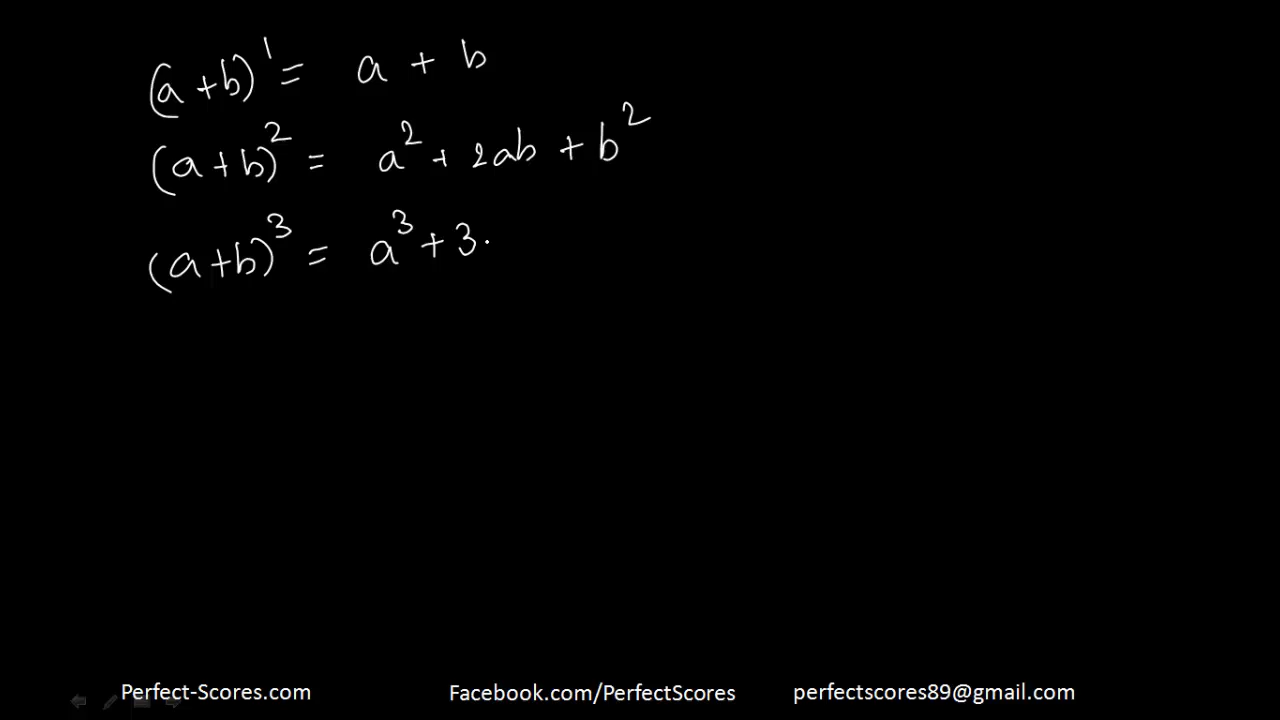 (a+b)¹ = a + b
(a+b)² = a² + 2ab + b²
(a+b)³ = a³ + 3.
Perfect-Scores.com Facebook.com/PerfectScores perfectscores89@gmail.com